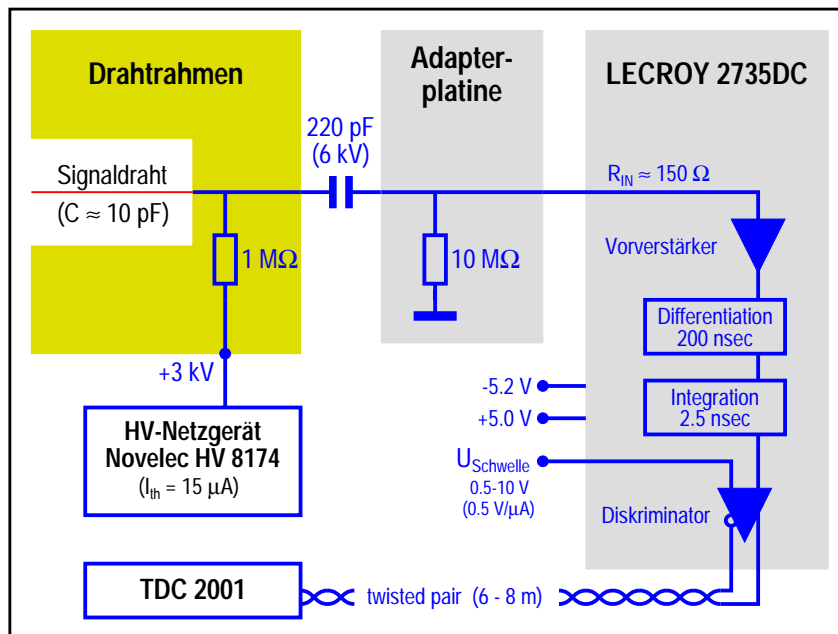 Drahtrahmen
Adapter-
platine
LECROY 2735DC
220 pF
(6 kV)
Signaldraht
(C ≈ 10 pF)
R_IN ≈ 150 Ω
1 MΩ
10 MΩ
Vorverstärker
Differentiation
200 nsec
+3 kV
-5.2 V
+5.0 V
Integration
2.5 nsec
HV-Netzgerät
Novelec HV 8174
(I_th = 15 µA)
U_Schwelle
0.5-10 V
(0.5 V/µA)
Diskriminator
TDC 2001
twisted pair (6 - 8 m)